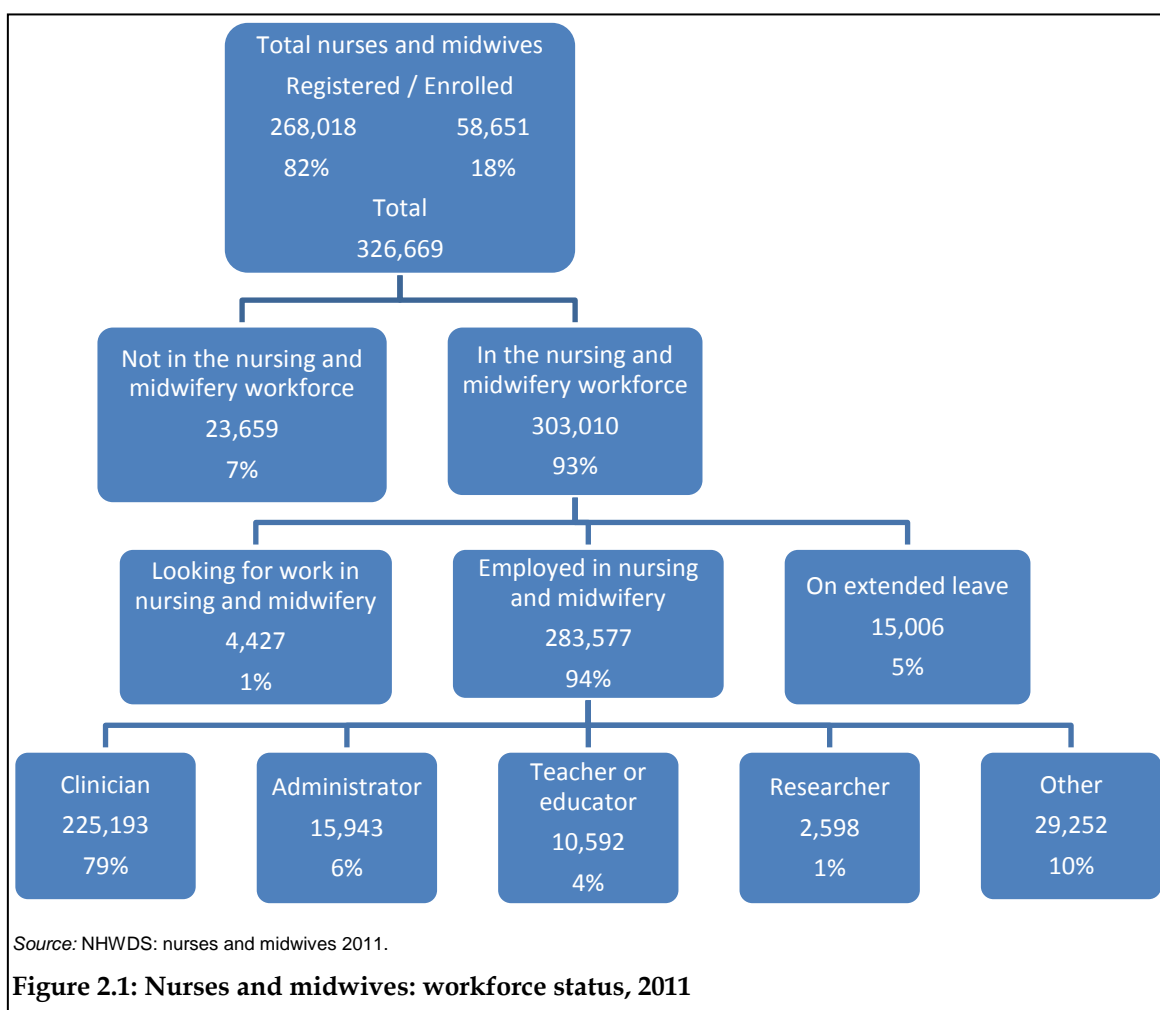 Total nurses and midwives
Registered / Enrolled
268,018 58,651
82% 18%
Total
326,669
Not in the nursing and
midwifery workforce
23,659
7%
In the nursing and
midwifery workforce
303,010
93%
Looking for work in
nursing and midwifery
4,427
1%
Employed in nursing
and midwifery
283,577
94%
On extended leave
15,006
5%
Clinician
225,193
79%
Administrator
15,943
6%
Teacher or
educator
10,592
4%
Researcher
2,598
1%
Other
29,252
10%
Source: NHWDS: nurses and midwives 2011.
Figure 2.1: Nurses and midwives: workforce status, 2011